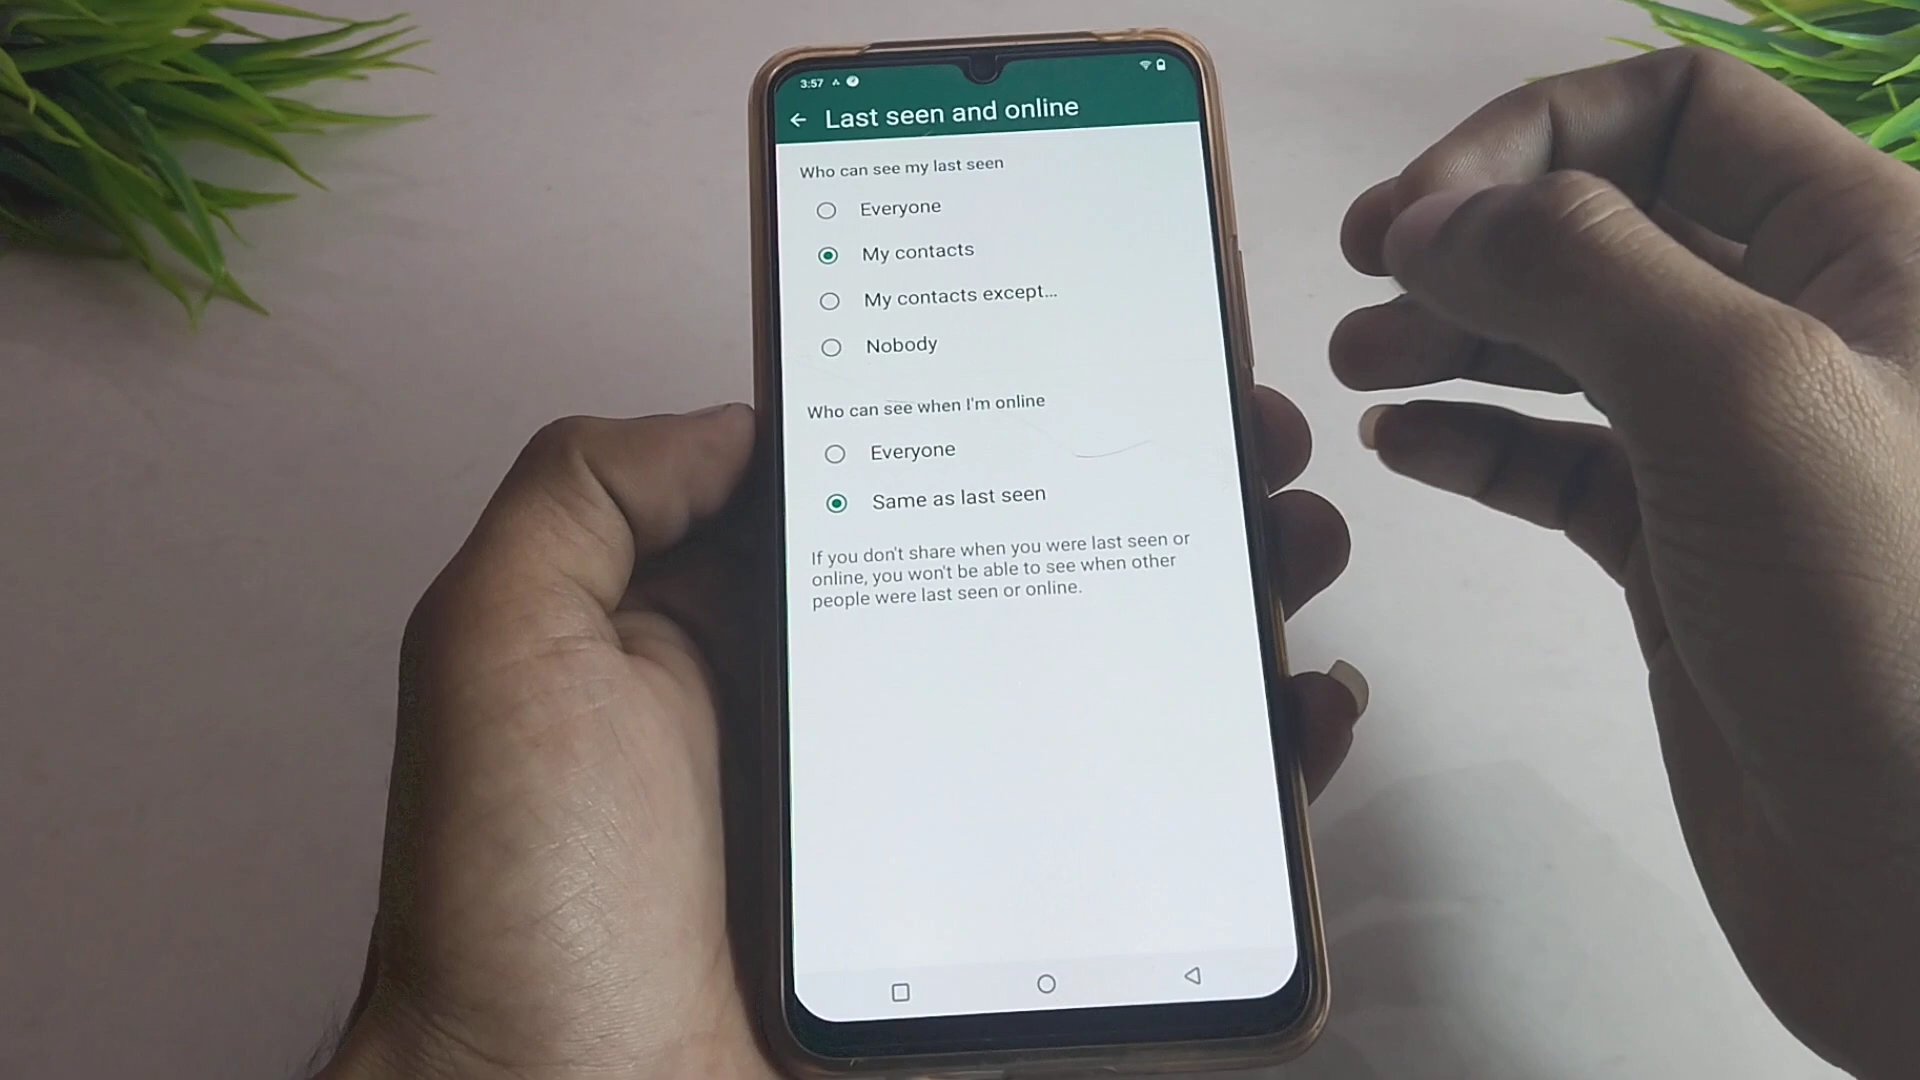 3:57
Last seen and online
Who can see my last seen
Everyone
My contacts
My contacts except...
Nobody
Who can see when I'm online
Everyone
Same as last seen
If you don't share when you were last seen or
online, you won't be able to see when other
people were last seen or online.